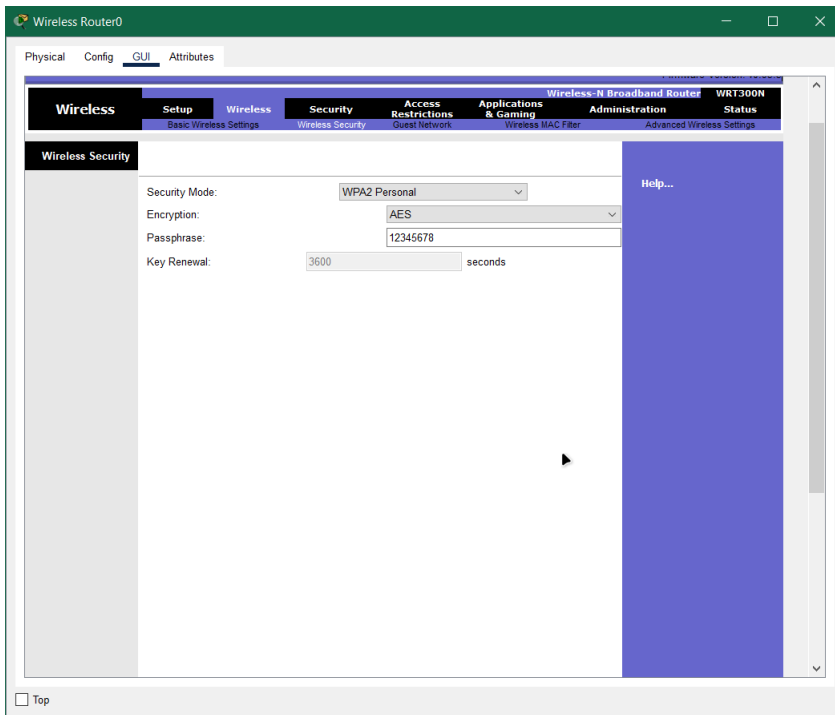 Wireless Router0
Physical Config GUI Attributes
Wireless-N Broadband Router WRT300N
Wireless Setup Wireless Security Access Restrictions Applications & Gaming Administration Status
Basic Wireless Settings Wireless Security Guest Network Wireless MAC Filter Advanced Wireless Settings
Wireless Security
Help...
Security Mode: WPA2 Personal
Encryption: AES
Passphrase: 12345678
Key Renewal: 3600 seconds
Top